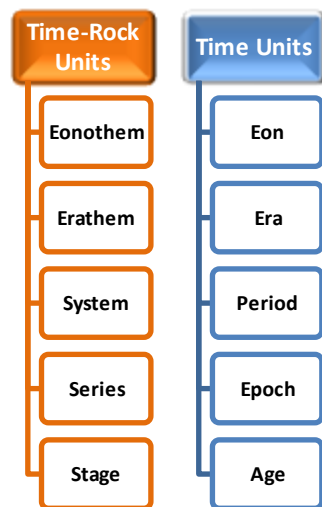 Time-Rock
Units
Eonothem
Erathem
System
Series
Stage
Time Units
Eon
Era
Period
Epoch
Age